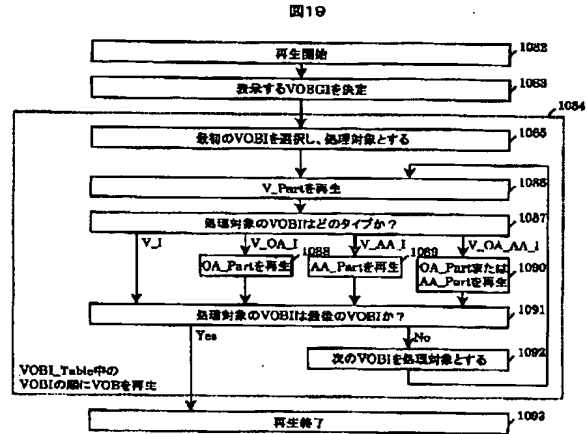 図19
再生開始
1082
表示するVOBGIを決定
1083
1084
最初のVOBIを選択し、処理対象とする
1085
V_Partを再生
1086
処理対象のVOBIはどのタイプか?
1087
V_I
V_OA_I
V_AA_I
V_OA_AA_I
OA_Partを再生
1088
AA_Partを再生
1089
OA_Partまたは
AA_Partを再生
1090
処理対象のVOBIは最後のVOBIか?
1091
Yes
No
次のVOBIを処理対象とする
1092
VOBI_Table中の
VOBIの順にVOBを再生
再生終了
1093